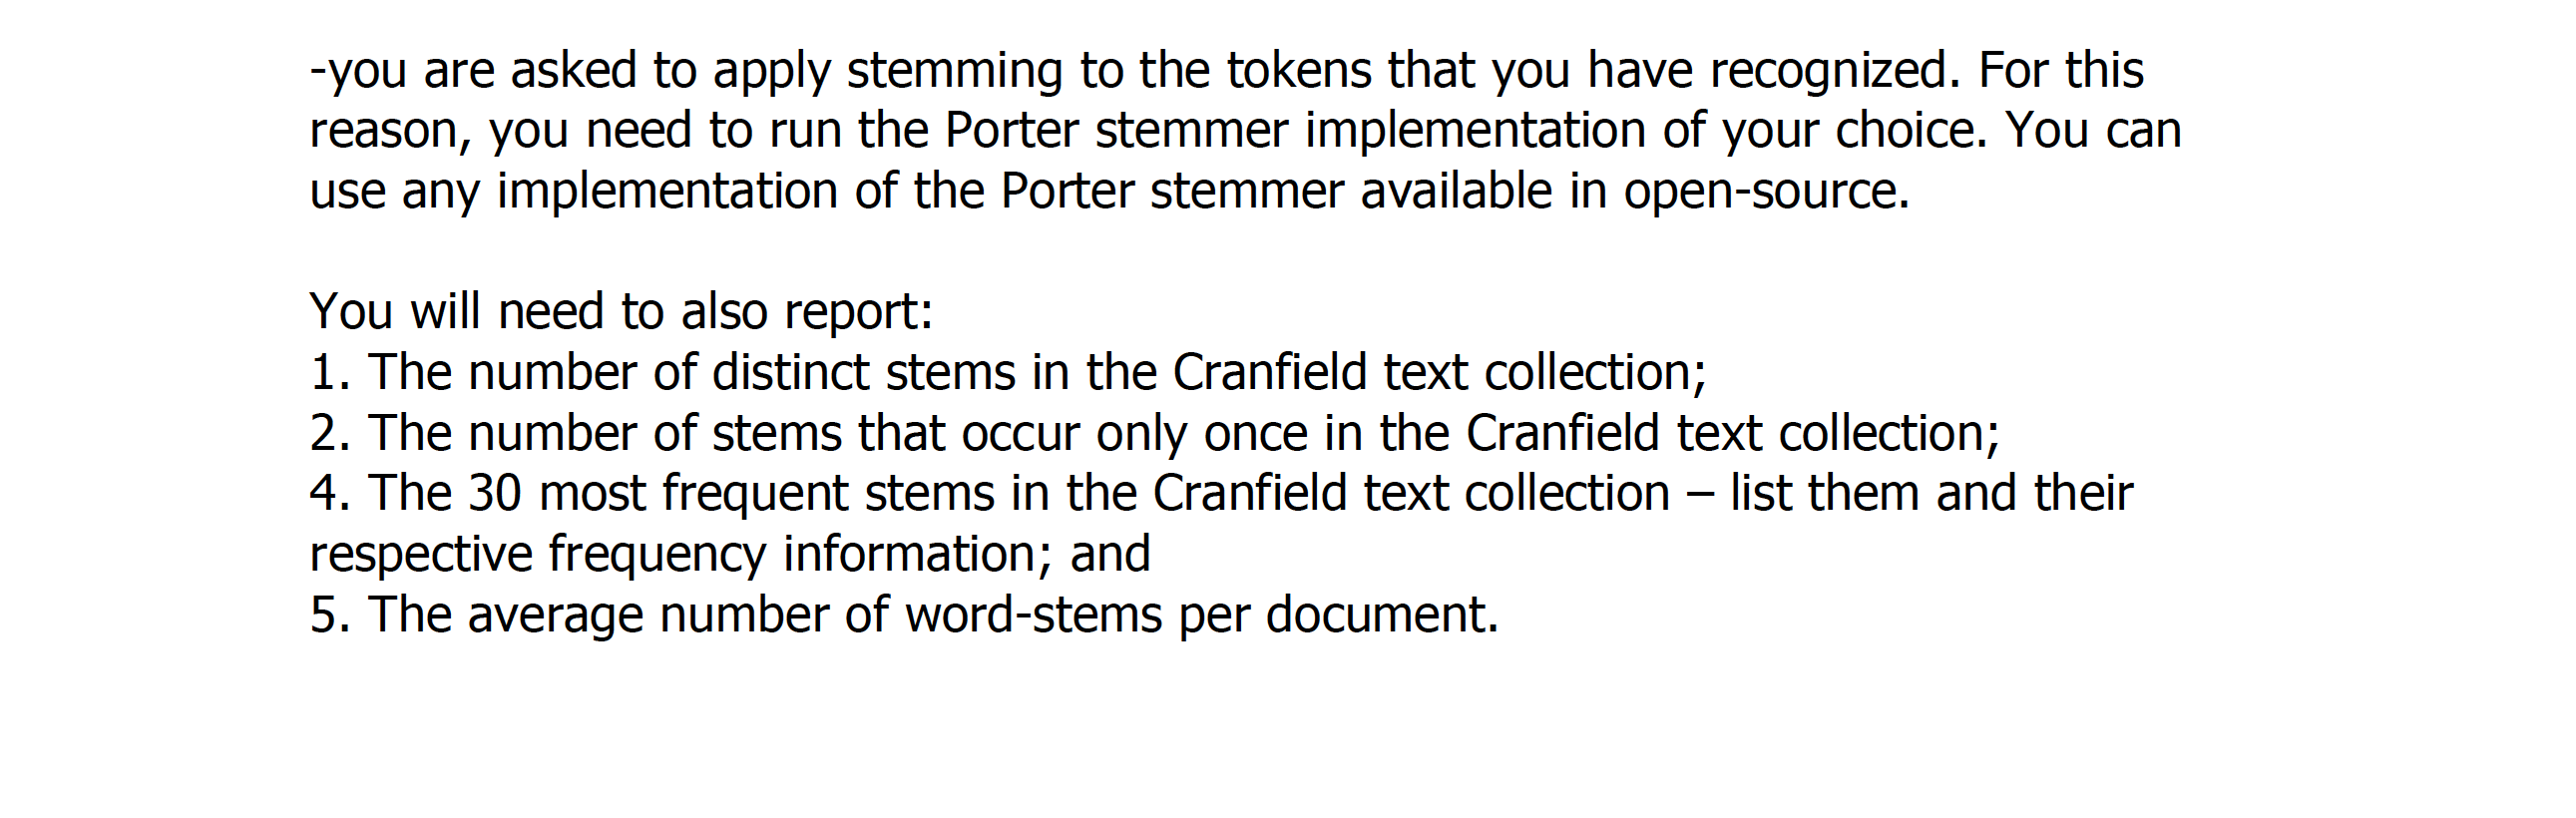 -you are asked to apply stemming to the tokens that you have recognized. For this
reason, you need to run the Porter stemmer implementation of your choice. You can
use any implementation of the Porter stemmer available in open-source.
You will need to also report:
1. The number of distinct stems in the Cranfield text collection;
2. The number of stems that occur only once in the Cranfield text collection;
4. The 30 most frequent stems in the Cranfield text collection – list them and their
respective frequency information; and
5. The average number of word-stems per document.